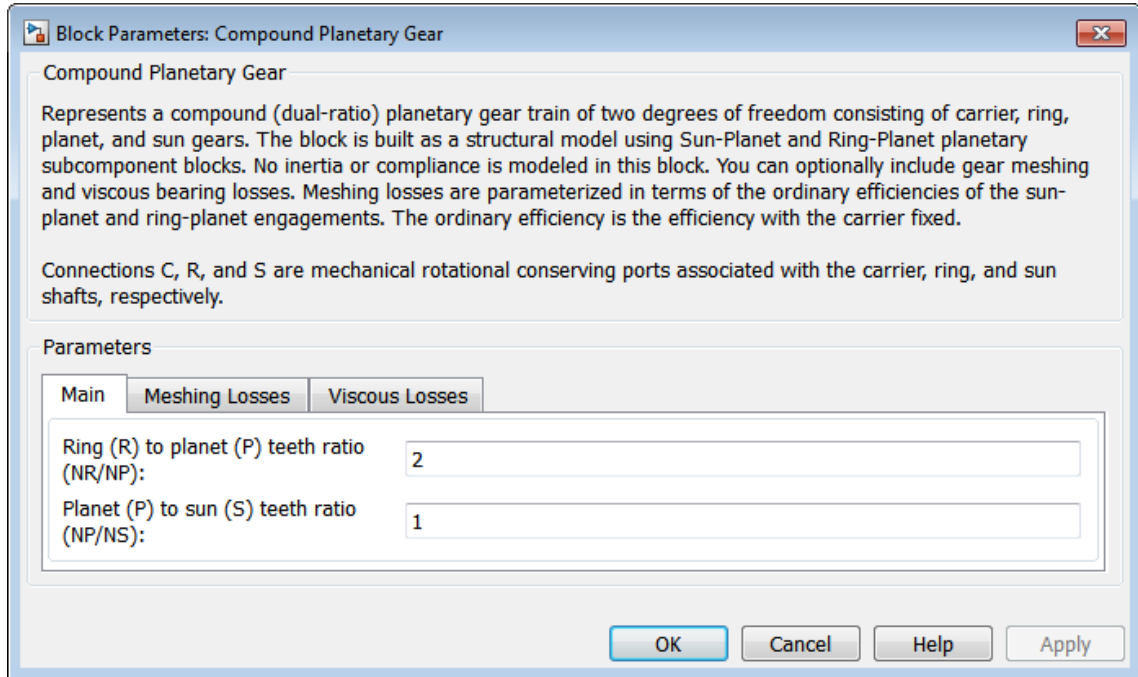 Block Parameters: Compound Planetary Gear
Compound Planetary Gear
Represents a compound (dual-ratio) planetary gear train of two degrees of freedom consisting of carrier, ring,
planet, and sun gears. The block is built as a structural model using Sun-Planet and Ring-Planet planetary
subcomponent blocks. No inertia or compliance is modeled in this block. You can optionally include gear meshing
and viscous bearing losses. Meshing losses are parameterized in terms of the ordinary efficiencies of the sun-
planet and ring-planet engagements. The ordinary efficiency is the efficiency with the carrier fixed.
Connections C, R, and S are mechanical rotational conserving ports associated with the carrier, ring, and sun
shafts, respectively.
Parameters
Main Meshing Losses Viscous Losses
Ring (R) to planet (P) teeth ratio
(NR/NP):
2
Planet (P) to sun (S) teeth ratio
(NP/NS):
1
OK Cancel Help Apply